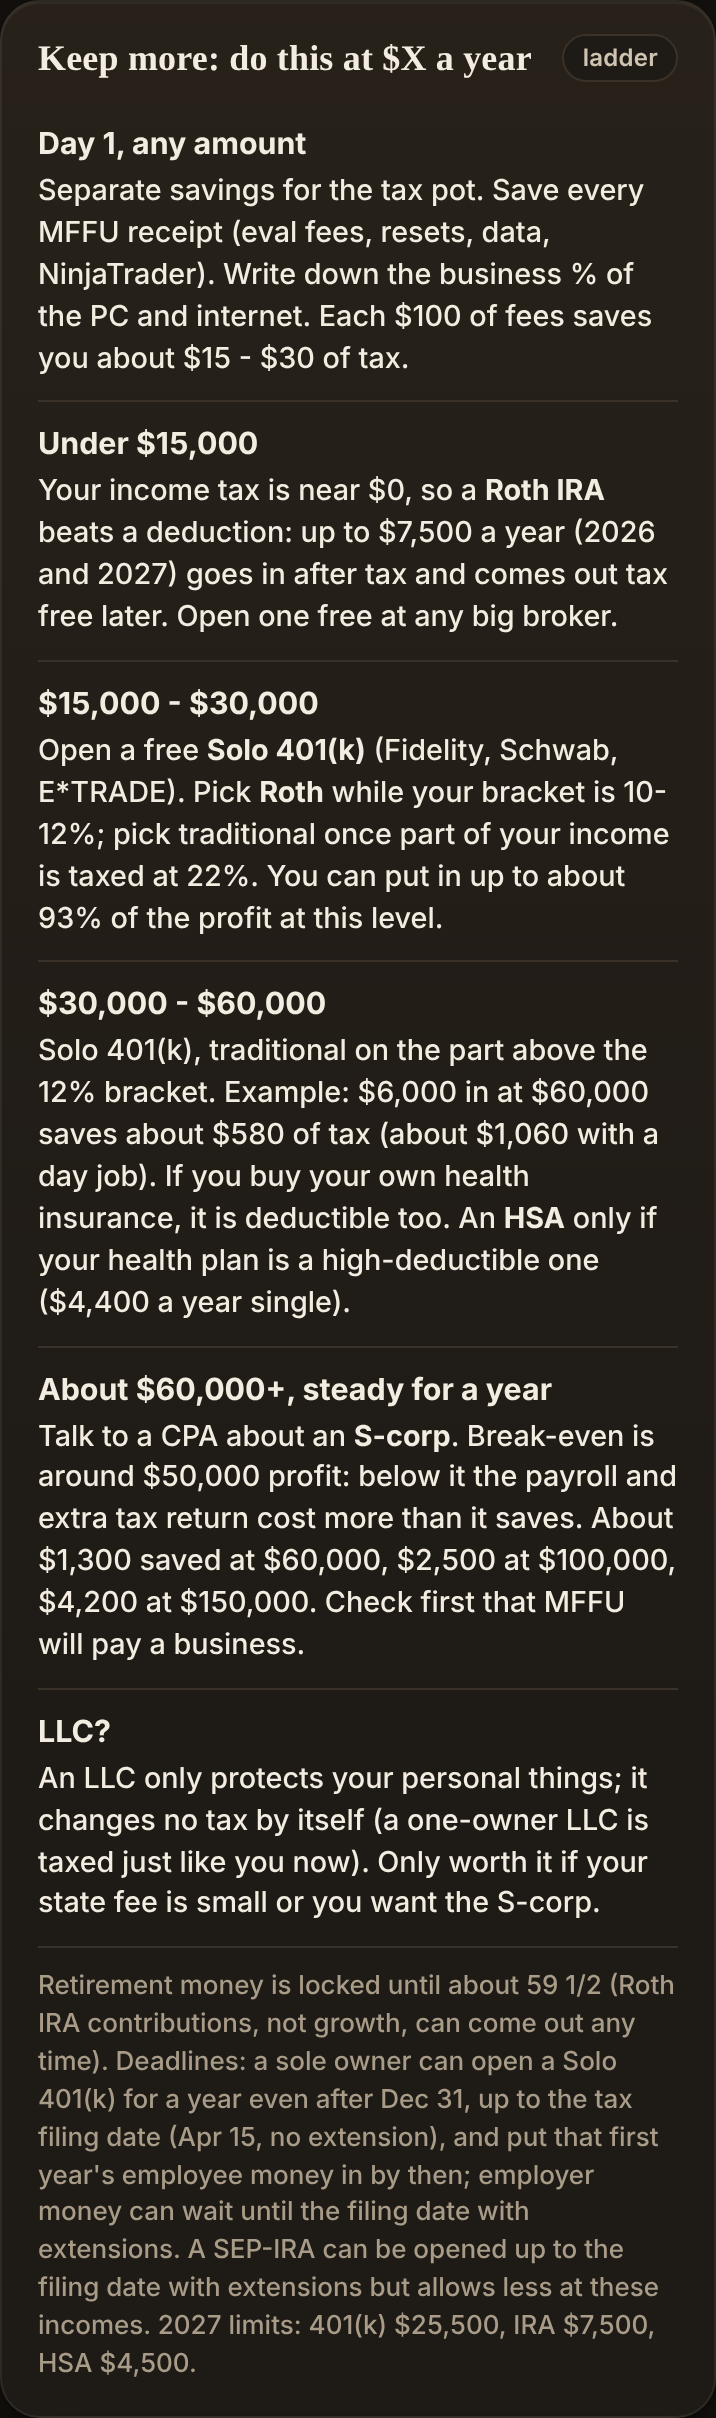 Keep more: do this at $X a year
ladder
Day 1, any amount
Separate savings for the tax pot. Save every
MFFU receipt (eval fees, resets, data,
NinjaTrader). Write down the business % of
the PC and internet. Each $100 of fees saves
you about $15 - $30 of tax.
Under $15,000
Your income tax is near $0, so a Roth IRA
beats a deduction: up to $7,500 a year (2026
and 2027) goes in after tax and comes out tax
free later. Open one free at any big broker.
$15,000 - $30,000
Open a free Solo 401(k) (Fidelity, Schwab,
E*TRADE). Pick Roth while your bracket is 10-
12%; pick traditional once part of your income
is taxed at 22%. You can put in up to about
93% of the profit at this level.
$30,000 - $60,000
Solo 401(k), traditional on the part above the
12% bracket. Example: $6,000 in at $60,000
saves about $580 of tax (about $1,060 with a
day job). If you buy your own health
insurance, it is deductible too. An HSA only if
your health plan is a high-deductible one
($4,400 a year single).
About $60,000+, steady for a year
Talk to a CPA about an S-corp. Break-even is
around $50,000 profit: below it the payroll and
extra tax return cost more than it saves. About
$1,300 saved at $60,000, $2,500 at $100,000,
$4,200 at $150,000. Check first that MFFU
will pay a business.
LLC?
An LLC only protects your personal things; it
changes no tax by itself (a one-owner LLC is
taxed just like you now). Only worth it if your
state fee is small or you want the S-corp.
Retirement money is locked until about 59 1/2 (Roth
IRA contributions, not growth, can come out any
time). Deadlines: a sole owner can open a Solo
401(k) for a year even after Dec 31, up to the tax
filing date (Apr 15, no extension), and put that first
year's employee money in by then; employer
money can wait until the filing date with
extensions. A SEP-IRA can be opened up to the
filing date with extensions but allows less at these
incomes. 2027 limits: 401(k) $25,500, IRA $7,500,
HSA $4,500.